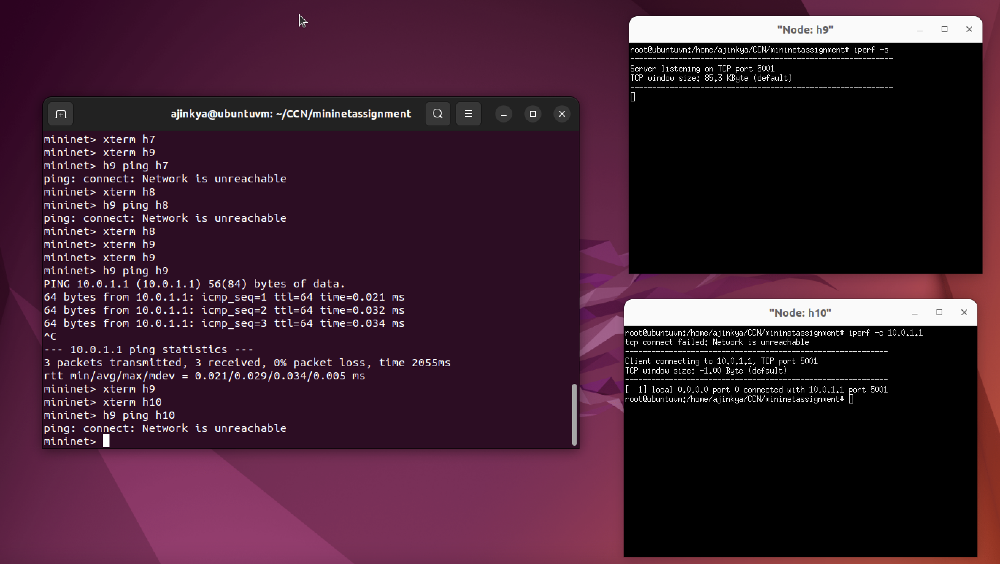 ajinkya@ubuntuvm: ~/CCN/mininetassignment
mininet> xterm h7
mininet> xterm h9
mininet> h9 ping h7
ping: connect: Network is unreachable
mininet> xterm h8
mininet> h9 ping h8
ping: connect: Network is unreachable
mininet> xterm h8
mininet> xterm h9
mininet> xterm h9
mininet> h9 ping h9
PING 10.0.1.1 (10.0.1.1) 56(84) bytes of data.
64 bytes from 10.0.1.1: icmp_seq=1 ttl=64 time=0.021 ms
64 bytes from 10.0.1.1: icmp_seq=2 ttl=64 time=0.032 ms
64 bytes from 10.0.1.1: icmp_seq=3 ttl=64 time=0.034 ms
^C
--- 10.0.1.1 ping statistics ---
3 packets transmitted, 3 received, 0% packet loss, time 2055ms
rtt min/avg/max/mdev = 0.021/0.029/0.034/0.005 ms
mininet> xterm h9
mininet> xterm h10
mininet> h9 ping h10
ping: connect: Network is unreachable
mininet>
"Node: h9"
root@ubuntuvm:/home/ajinkya/CCN/mininetassignment# iperf -s
------------------------------------------------------------
Server listening on TCP port 5001
TCP window size: 85.3 KByte (default)
------------------------------------------------------------
"Node: h10"
root@ubuntuvm:/home/ajinkya/CCN/mininetassignment# iperf -c 10.0.1.1
tcp connect failed: Network is unreachable
------------------------------------------------------------
Client connecting to 10.0.1.1, TCP port 5001
TCP window size: -1.00 Byte (default)
------------------------------------------------------------
[  1] local 0.0.0.0 port 0 connected with 10.0.1.1 port 5001
root@ubuntuvm:/home/ajinkya/CCN/mininetassignment#